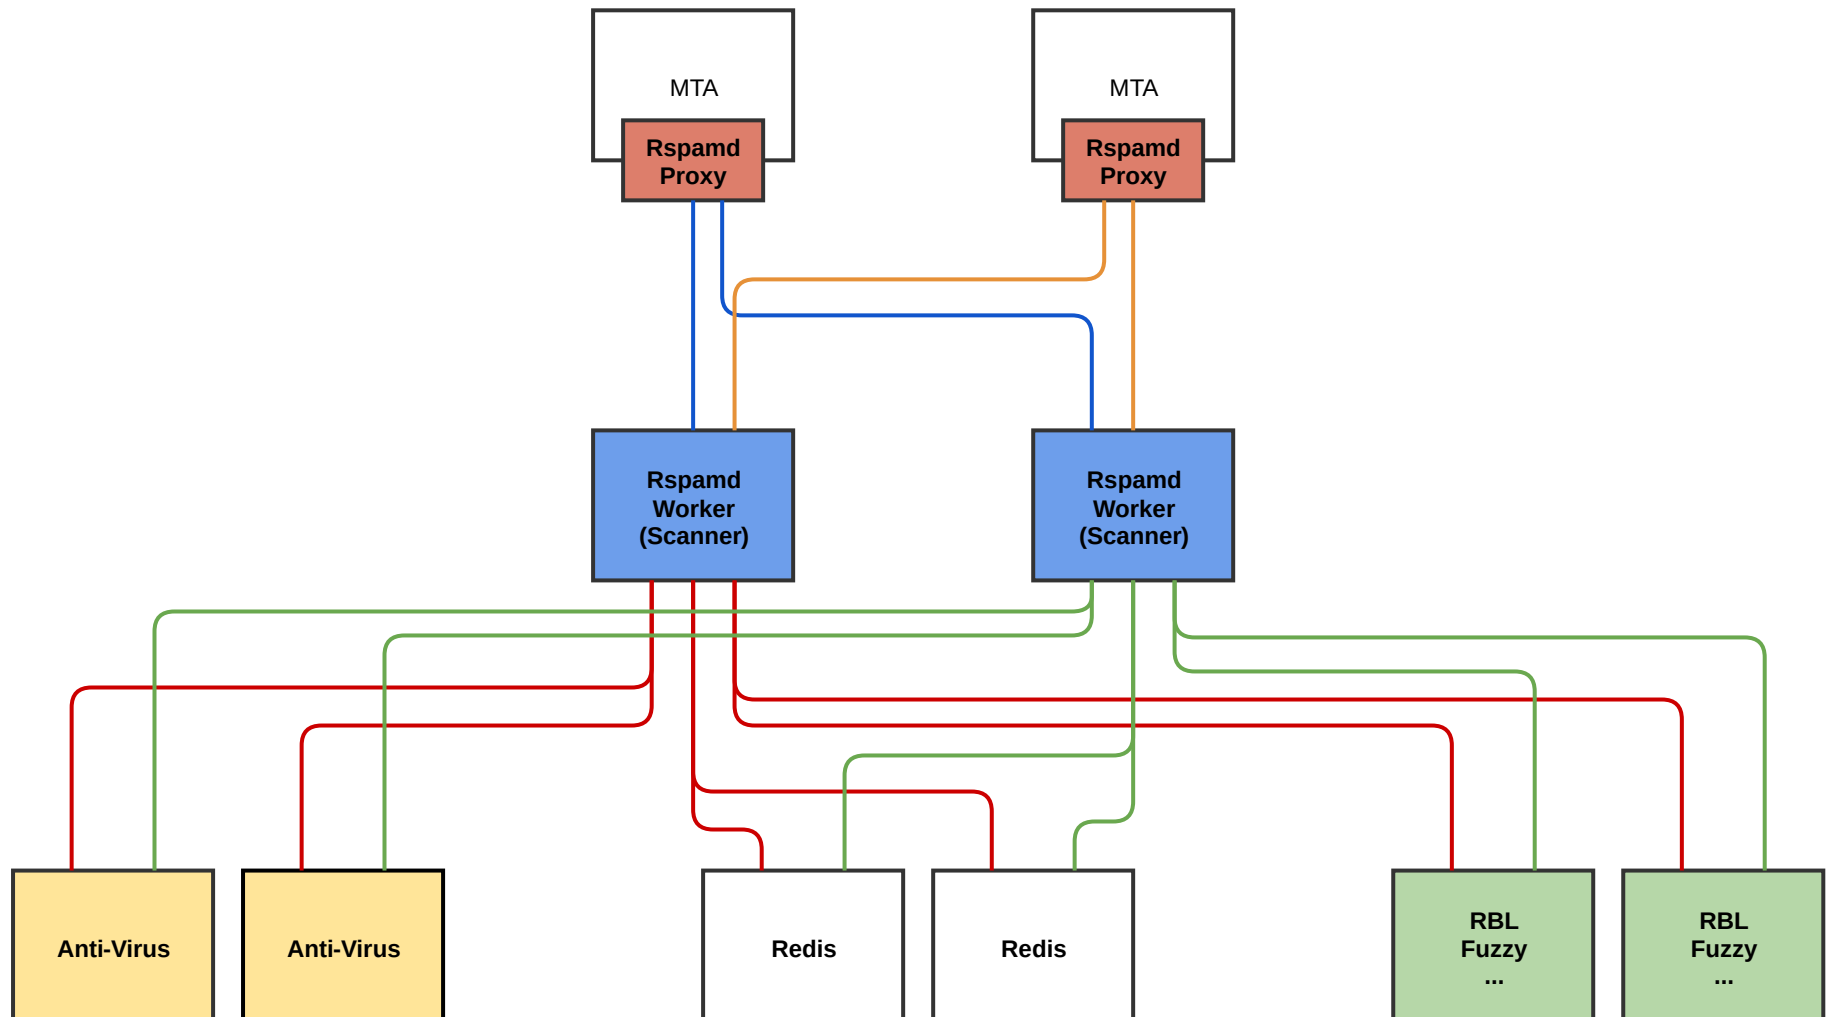 MTA
Rspamd
Proxy
MTA
Rspamd
Proxy
Rspamd
Worker
(Scanner)
Rspamd
Worker
(Scanner)
Anti-Virus
Anti-Virus
Redis
Redis
RBL
Fuzzy
...
RBL
Fuzzy
...